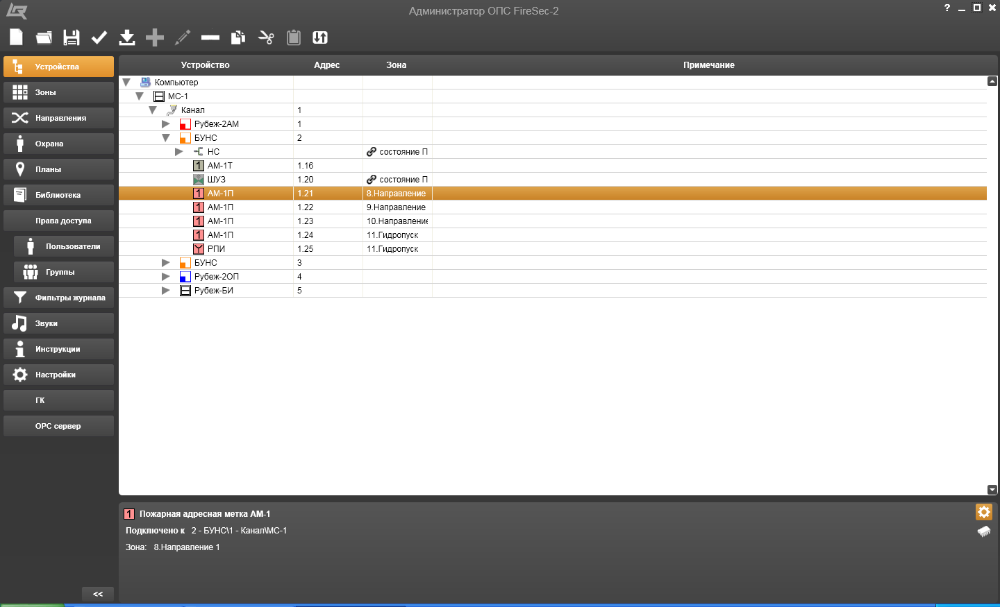 Администратор ОПС FireSec-2
?
Устройства
Зоны
Направления
Охрана
Планы
Библиотека
Права доступа
Пользователи
Группы
Фильтры журнала
Звуки
Инструкции
Настройки
ГК
ОРС сервер
<<
Устройство Адрес Зона Примечание
Компьютер
МС-1
Канал 1
Рубеж-2АМ 1
БУНС 2
НС состояние П
1 АМ-1Т 1.16
ШУЗ 1.20 состояние П
1 АМ-1П 1.21 8.Направление
1 АМ-1П 1.22 9.Направление
1 АМ-1П 1.23 10.Направление
1 АМ-1П 1.24 11.Гидропуск
РПИ 1.25 11.Гидропуск
БУНС 3
Рубеж-2ОП 4
Рубеж-БИ 5
1 Пожарная адресная метка АМ-1
Подключено к 2 - БУНС\1 - Канал\МС-1
Зона: 8.Направление 1